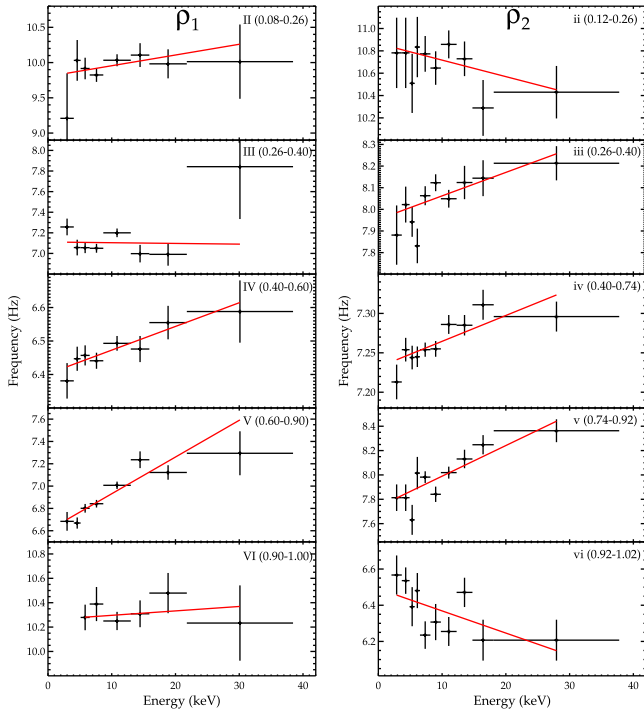 ρ1
II (0.08-0.26)
10.5
10.0
9.5
9.0
III (0.26-0.40)
8.0
7.8
7.6
7.4
7.2
7.0
IV (0.40-0.60)
6.6
6.4
V (0.60-0.90)
7.6
7.4
7.2
7.0
6.8
6.6
VI (0.90-1.00)
10.8
10.6
10.4
10.2
10.0
Frequency (Hz)
0 10 20 30 40
Energy (keV)
ρ2
ii (0.12-0.26)
11.0
10.8
10.6
10.4
10.2
iii (0.26-0.40)
8.3
8.2
8.1
8.0
7.9
7.8
iv (0.40-0.74)
7.30
7.25
7.20
v (0.74-0.92)
8.4
8.2
8.0
7.8
7.6
vi (0.92-1.02)
6.6
6.4
6.2
Frequency (Hz)
0 10 20 30 40
Energy (keV)